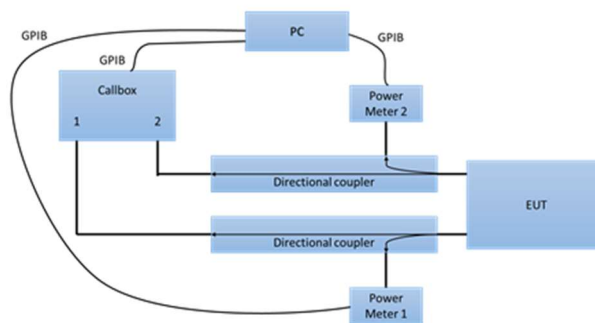 GPIB
PC
GPIB
GPIB
Callbox
1 2
Power
Meter 2
Directional coupler
EUT
Directional coupler
Power
Meter 1